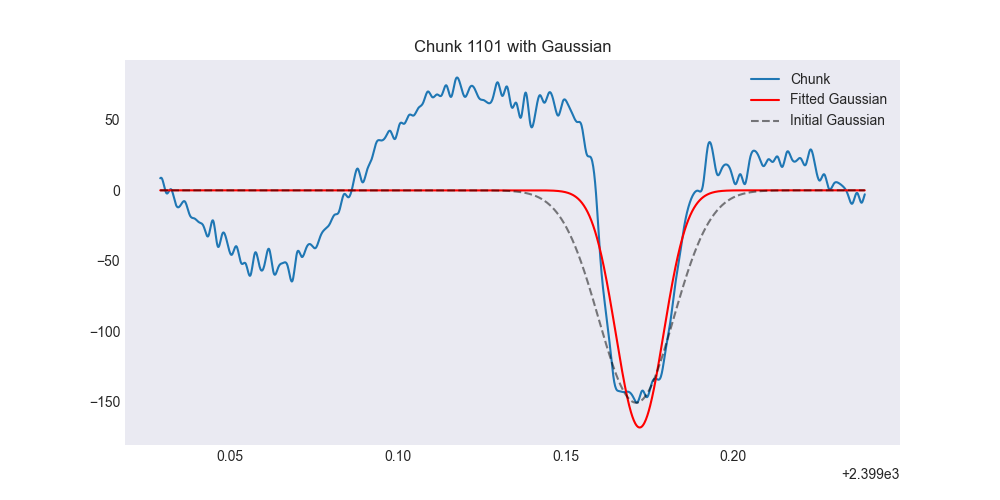 Chunk 1101 with Gaussian
Chunk
Fitted Gaussian
Initial Gaussian
50
0
−50
−100
−150
0.05 0.10 0.15 0.20
+2.399e3